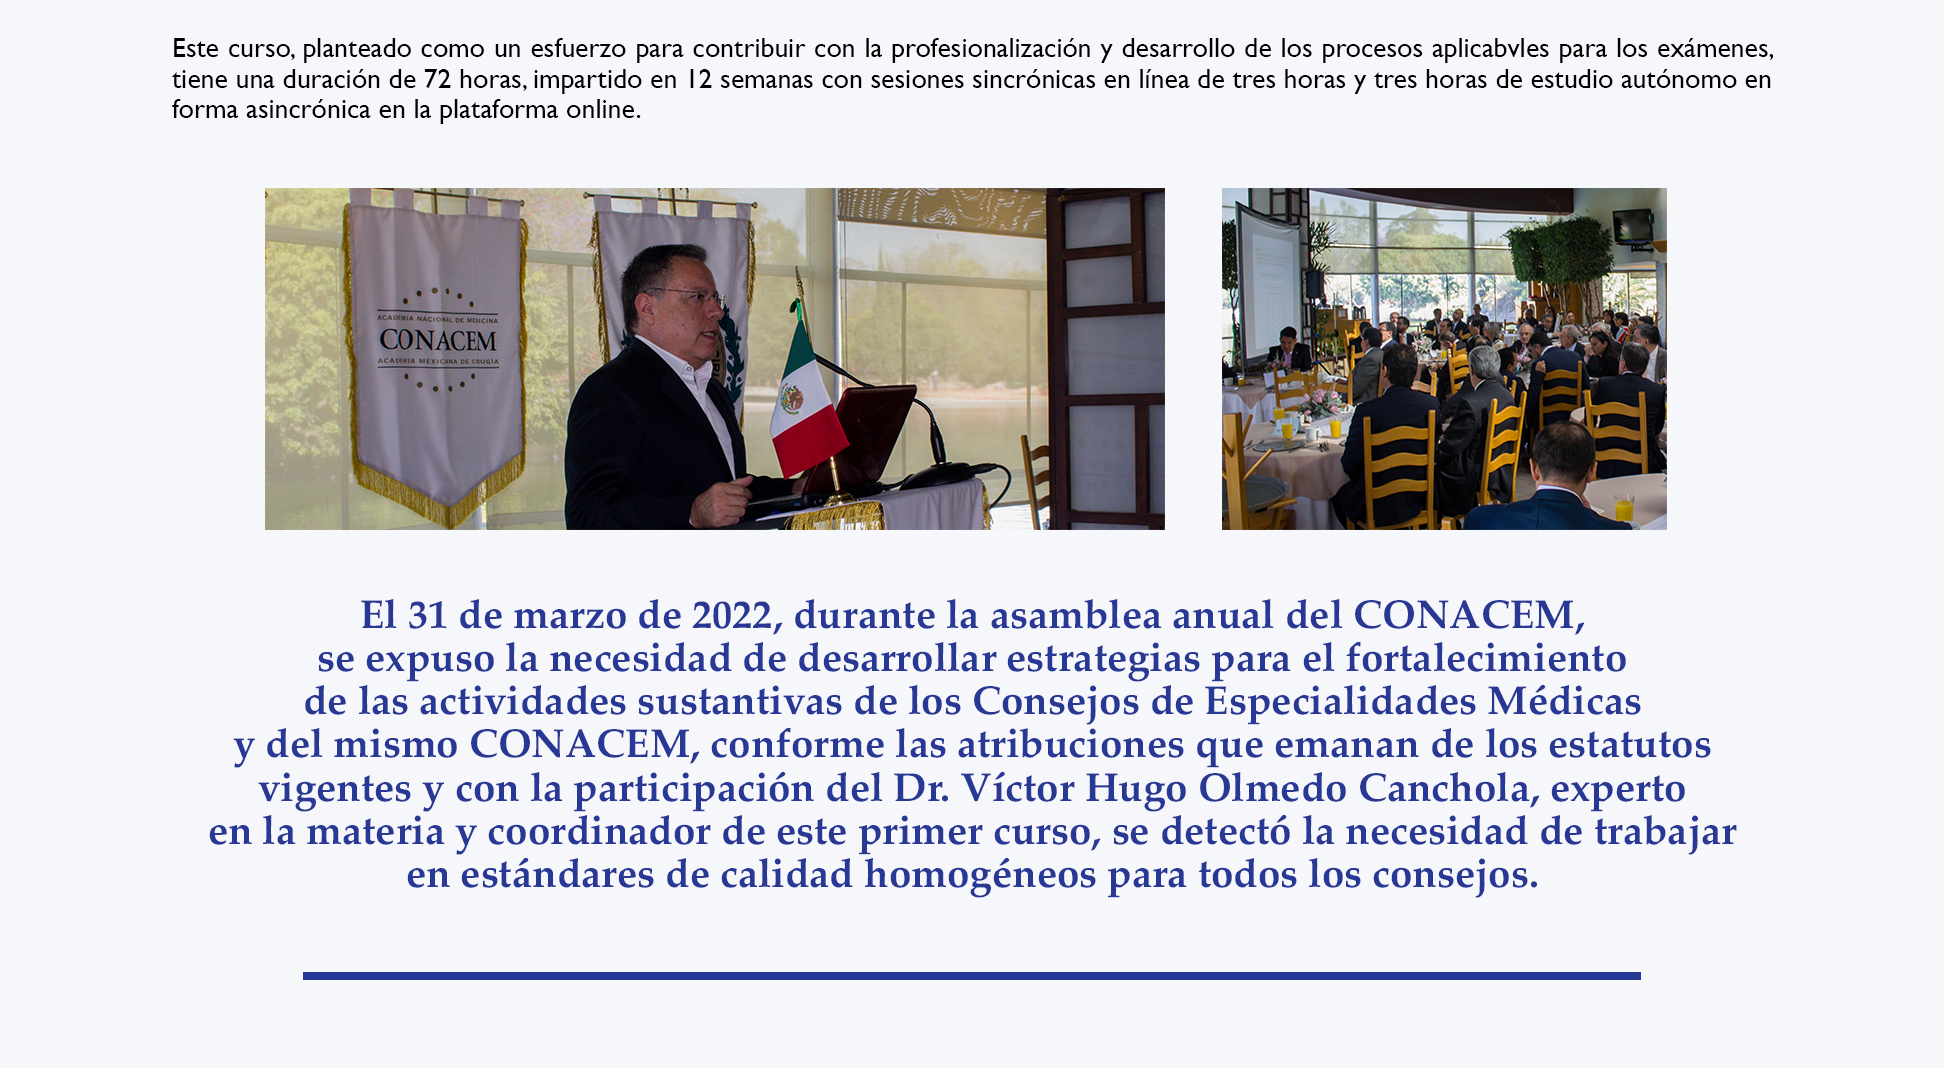 Este curso, planteado como un esfuerzo para contribuir con la profesionalización y desarrollo de los procesos aplicabvles para los exámenes,
tiene una duración de 72 horas, impartido en 12 semanas con sesiones sincrónicas en línea de tres horas y tres horas de estudio autónomo en
forma asincrónica en la plataforma online.
ACADEMIA NACIONAL DE MEDICINA
CONACEM
ACADEMIA MEXICANA DE CIRUGÍA
El 31 de marzo de 2022, durante la asamblea anual del CONACEM,
se expuso la necesidad de desarrollar estrategias para el fortalecimiento
de las actividades sustantivas de los Consejos de Especialidades Médicas
y del mismo CONACEM, conforme las atribuciones que emanan de los estatutos
vigentes y con la participación del Dr. Víctor Hugo Olmedo Canchola, experto
en la materia y coordinador de este primer curso, se detectó la necesidad de trabajar
en estándares de calidad homogéneos para todos los consejos.